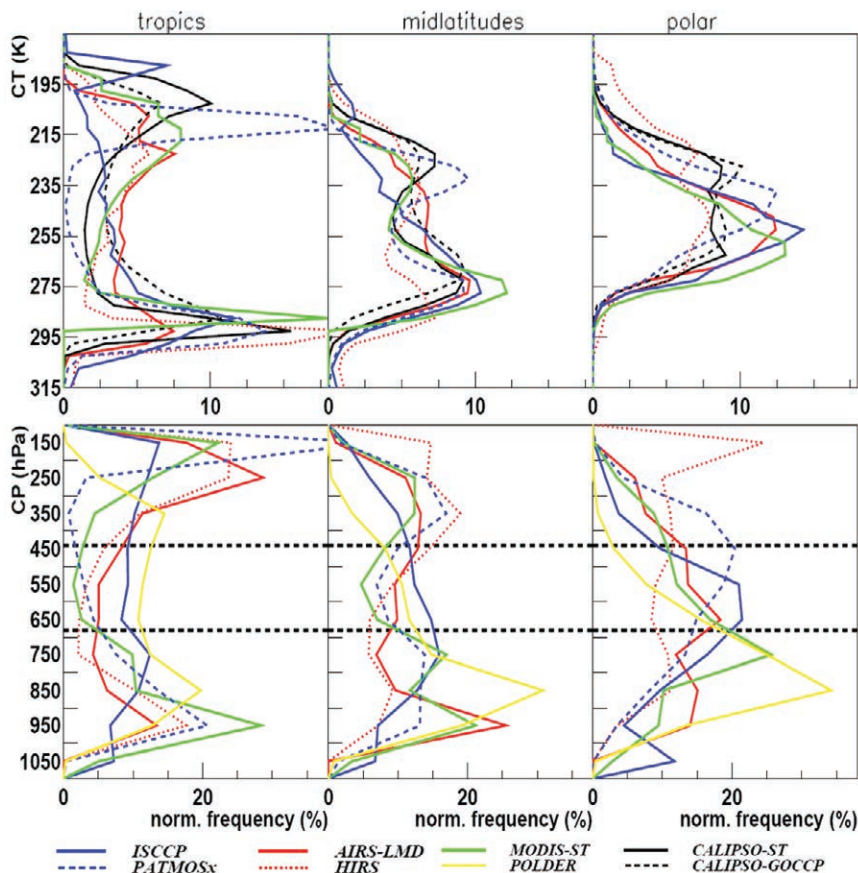 tropics midlatitudes polar
CT (K)
195
215
235
255
275
295
315
0 10 0 10 0 10
CP (hPa)
150
250
350
450
550
650
750
850
950
1050
0 20 0 20 0 20
norm. frequency (%) norm. frequency (%) norm. frequency (%)
ISCCP AIRS-LMD MODIS-ST CALIPSO-ST
PATMOSx HIRS POLDER CALIPSO-GOCCP